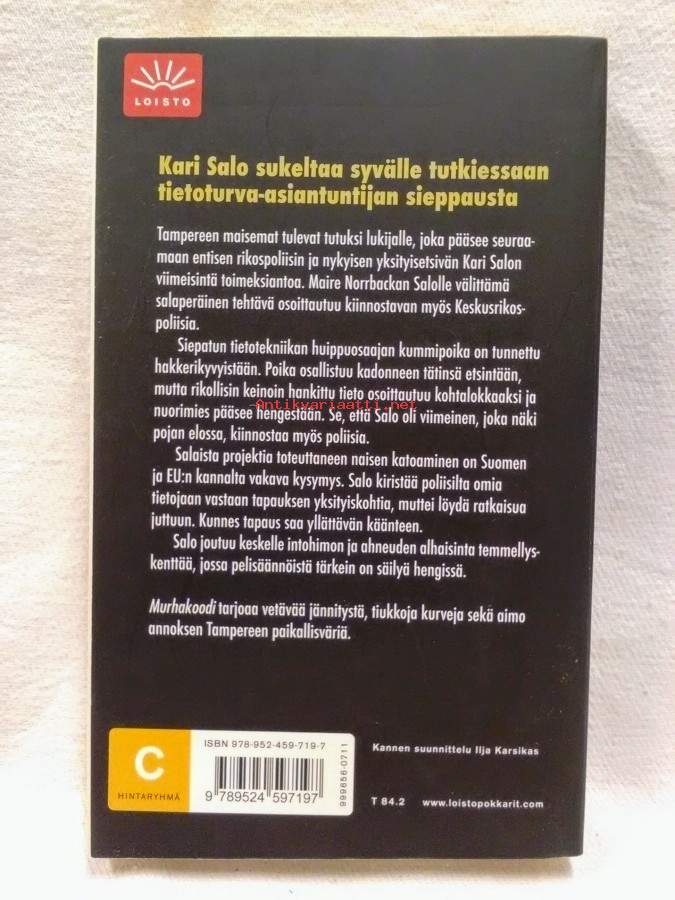 LOISTO
Kari Salo sukeltaa syvälle tutkiessaan
tietoturva-asiantuntijan sieppausta
Tampereen maisemat tulevat tutuksi lukijalle, joka pääsee seuraa-
maan entisen rikospoliisin ja nykyisen yksityisetsivän Kari Salon
viimeisintä toimeksiantoa. Maire Norrbackan Salolle välittämä
salaperäinen tehtävä osoittautuu kiinnostavan myös Keskusrikos-
poliisia.
Siepatun tietotekniikan huippuosaajan kummipoika on tunnettu
hakkerikyvyistään. Poika osallistuu kadonneen tätinsä etsintään,
mutta rikollisin keinoin hankittu tieto osoittautuu kohtalokkaaksi ja
Antikvariaatti.net
nuorimies pääsee hengestään. Se, että Salo oli viimeinen, joka näki
pojan elossa, kiinnostaa myös poliisia.
Salaista projektia toteuttaneen naisen katoaminen on Suomen
ja EU:n kannalta vakava kysymys. Salo kiristää poliisilta omia
tietojaan vastaan tapauksen yksityiskohtia, muttei löydä ratkaisua
juttuun. Kunnes tapaus saa yllättävän käänteen.
Salo joutuu keskelle intohimon ja ahneuden alhaisinta temmellys-
kenttää, jossa pelisäännöistä tärkein on säilyä hengissä.
Murhakoodi tarjoaa vetävää jännitystä, tiukkoja kurveja sekä aimo
annoksen Tampereen paikallisväriä.
C
HINTARYHMÄ
ISBN 978-952-459-719-7
9 789524 597197
999656-0711
Kannen suunnittelu Ilja Karsikas
T 84.2 www.loistopokkarit.com